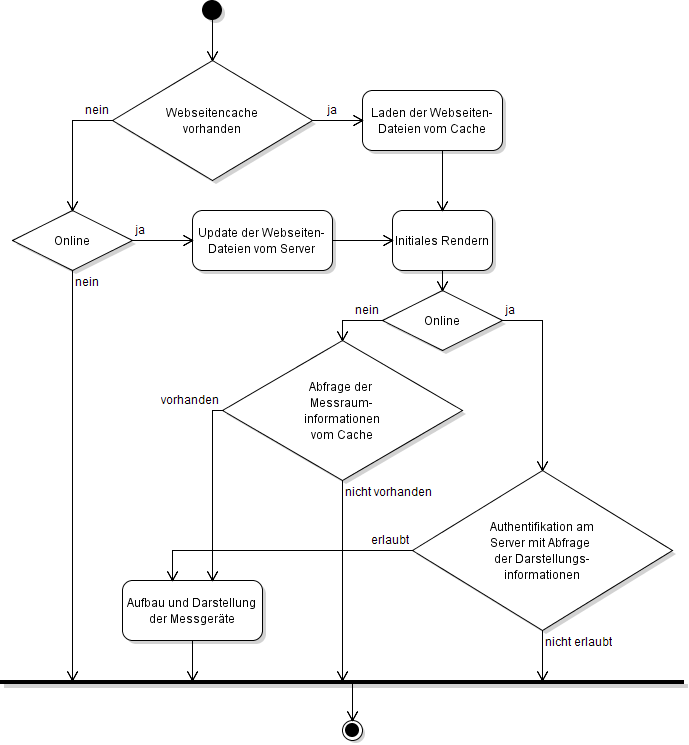 nein
Webseitencache
vorhanden
ja
Laden der Webseiten-
Dateien vom Cache
Online
ja
nein
Update der Webseiten-
Dateien vom Server
Initiales Rendern
nein
Online
ja
vorhanden
Abfrage der
Messraum-
informationen
vom Cache
nicht vorhanden
erlaubt
Authentifikation am
Server mit Abfrage
der Darstellungs-
informationen
nicht erlaubt
Aufbau und Darstellung
der Messgeräte